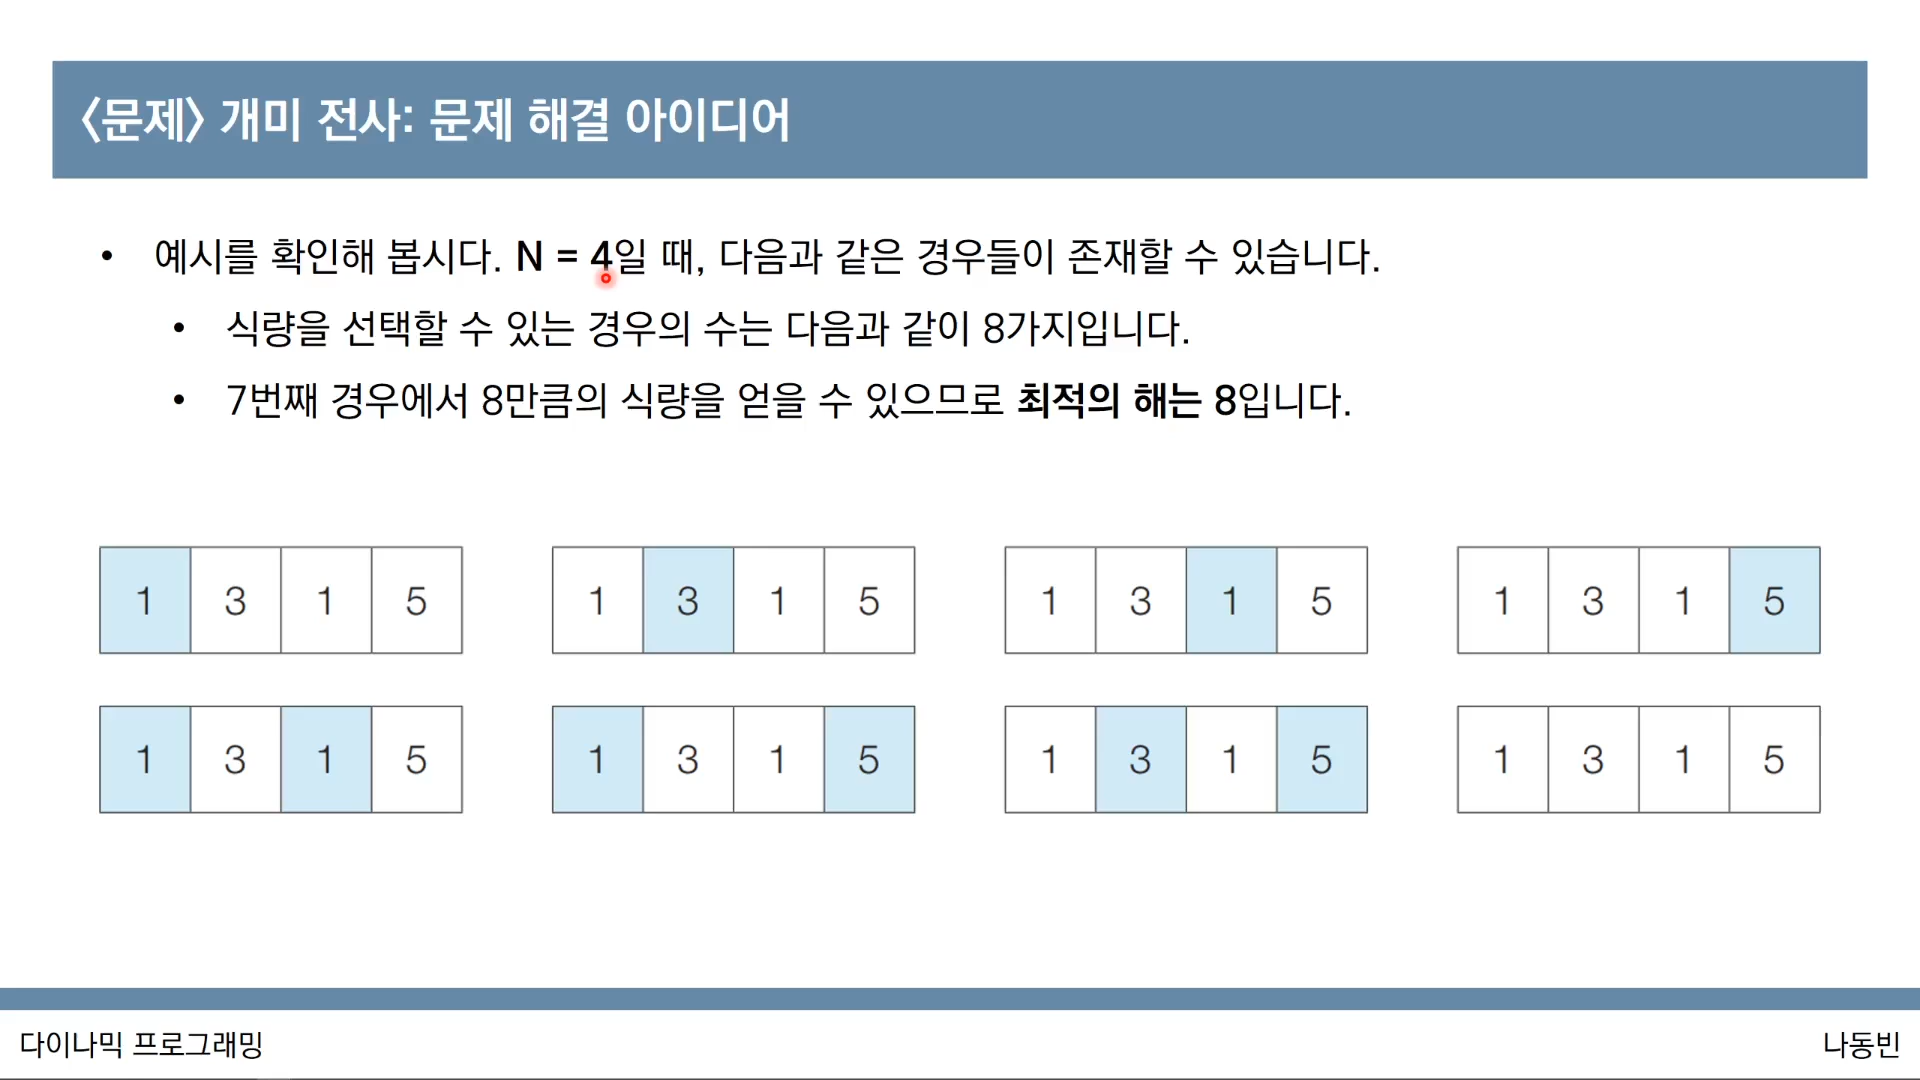 <문제> 개미 전사: 문제 해결 아이디어
• 예시를 확인해 봅시다. N = 4일 때, 다음과 같은 경우들이 존재할 수 있습니다.
• 식량을 선택할 수 있는 경우의 수는 다음과 같이 8가지입니다.
• 7번째 경우에서 8만큼의 식량을 얻을 수 있으므로 최적의 해는 8입니다.
1 3 1 5 1 3 1 5 1 3 1 5 1 3 1 5
1 3 1 5 1 3 1 5 1 3 1 5 1 3 1 5
다이나믹 프로그래밍 나동빈